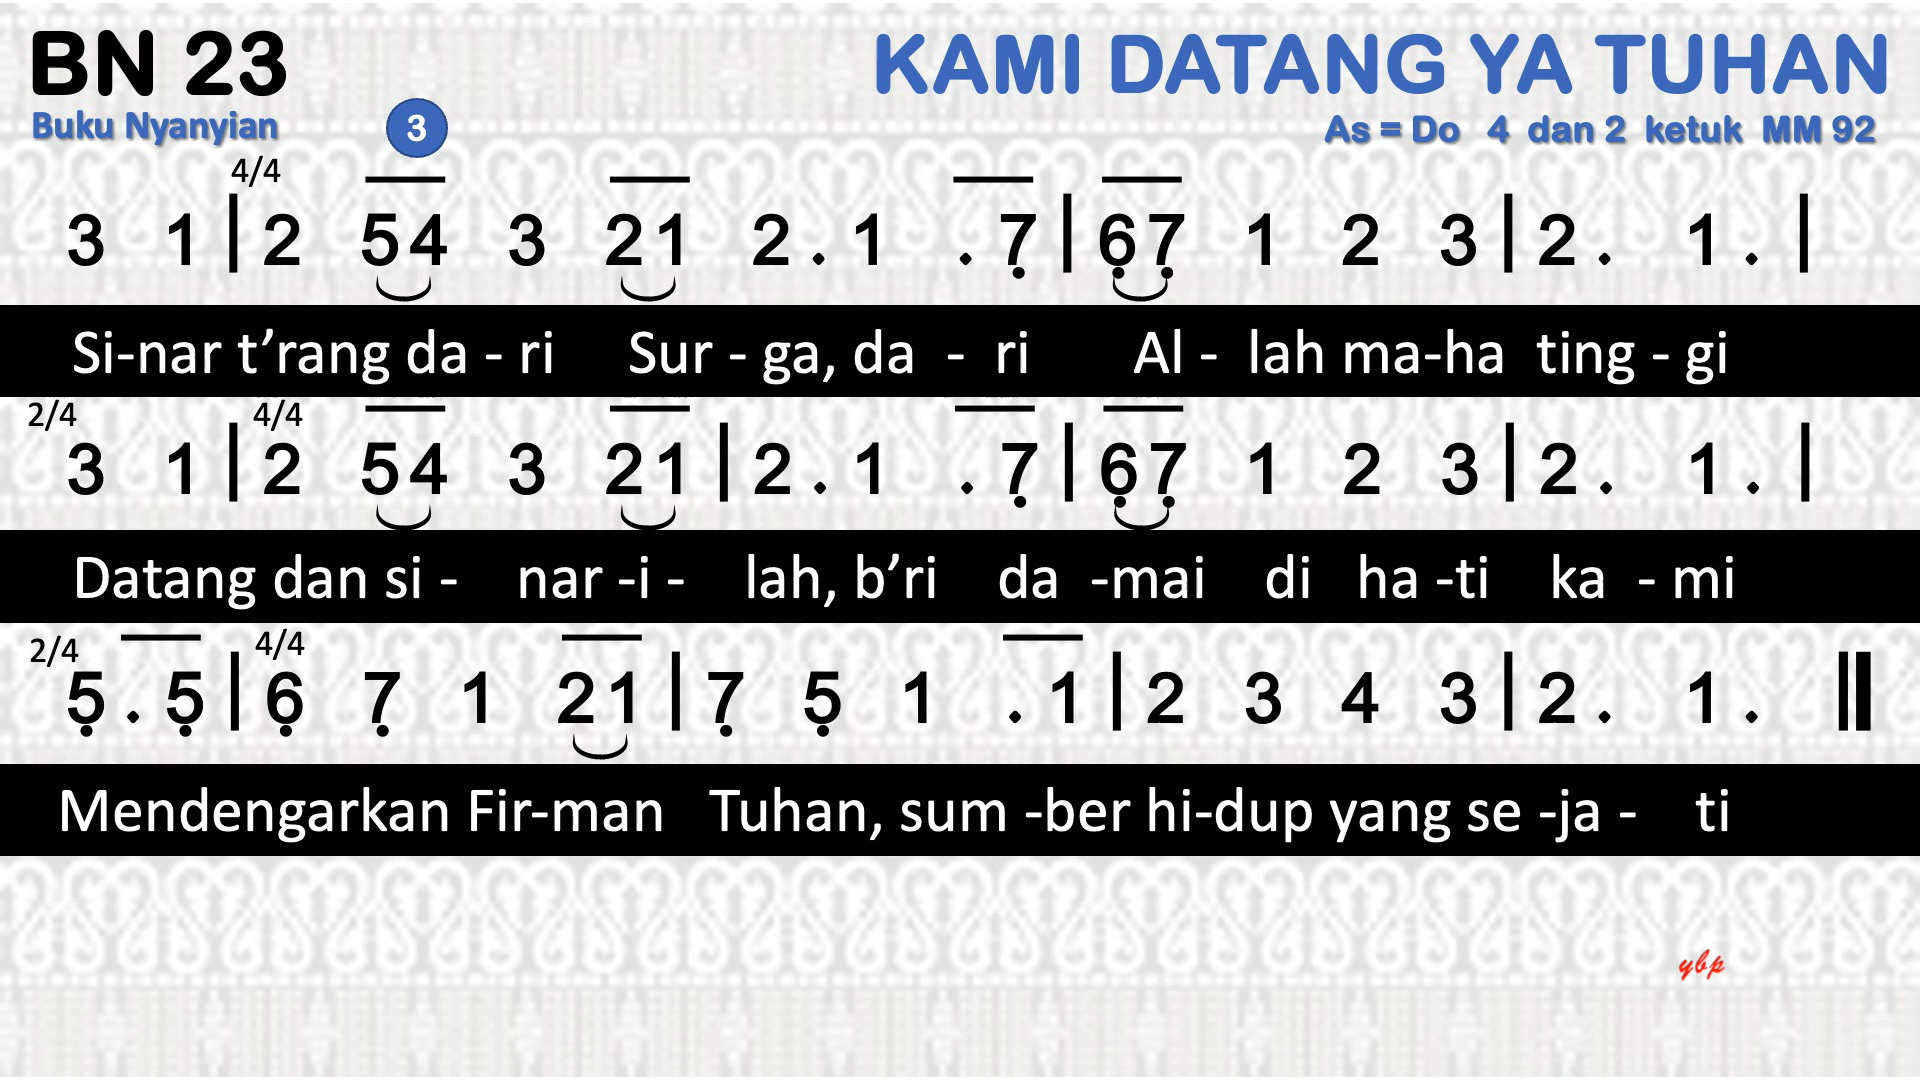 BN 23
KAMI DATANG YA TUHAN
Buku Nyanyian
3
As = Do 4 dan 2 ketuk MM 92
4/4
3 1 | 2 54 3 21 2 . 1 . 7 | 67 1 2 3 | 2 . 1 . |
Si-nar t’rang da - ri Sur - ga, da - ri Al - lah ma-ha ting - gi
2/4 4/4
3 1 | 2 54 3 21 | 2 . 1 . 7 | 67 1 2 3 | 2 . 1 . |
Datang dan si - nar -i - lah, b’ri da -mai di ha -ti ka - mi
2/4 4/4
5 . 5 | 6 7 1 21 | 7 5 1 . 1 | 2 3 4 3 | 2 . 1 . ||
Mendengarkan Fir-man Tuhan, sum -ber hi-dup yang se -ja - ti
ybp